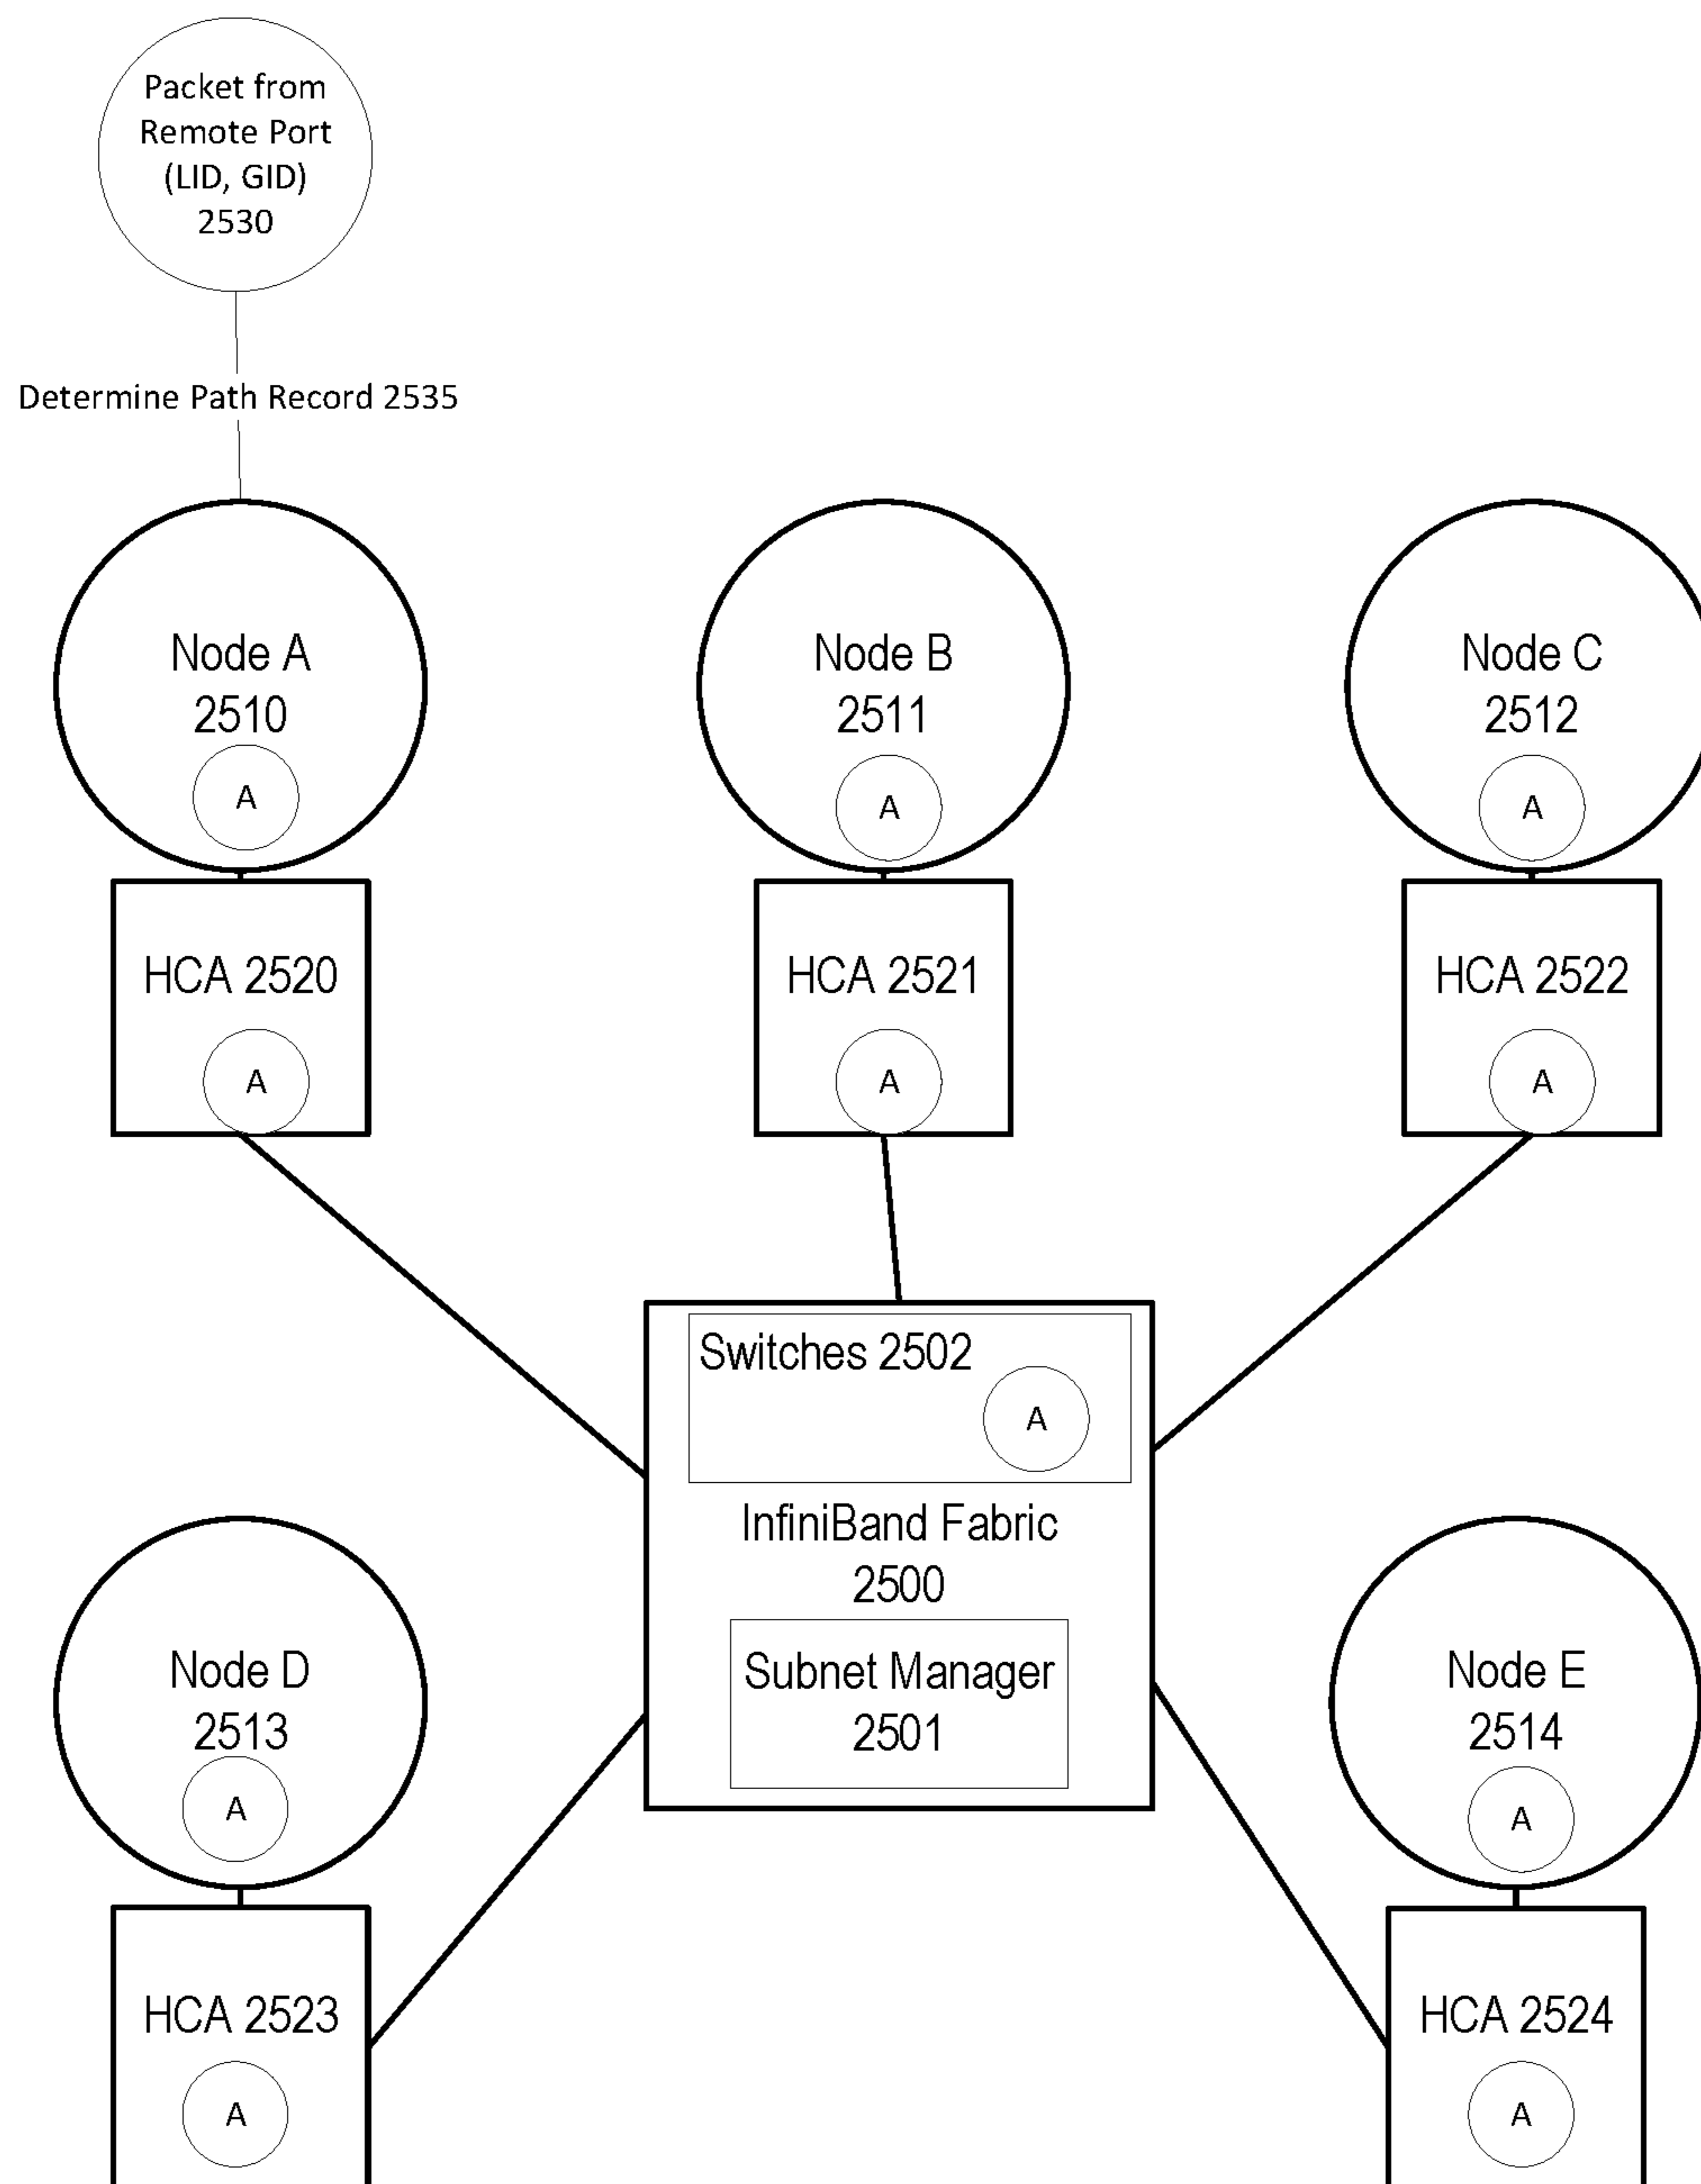 Packet from
Remote Port
(LID, GID)
2530
Determine Path Record 2535
Node A
2510
A
Node B
2511
A
Node C
2512
A
HCA 2520
A
HCA 2521
A
HCA 2522
A
Switches 2502
A
InfiniBand Fabric
2500
Subnet Manager
2501
Node D
2513
A
Node E
2514
A
HCA 2523
A
HCA 2524
A